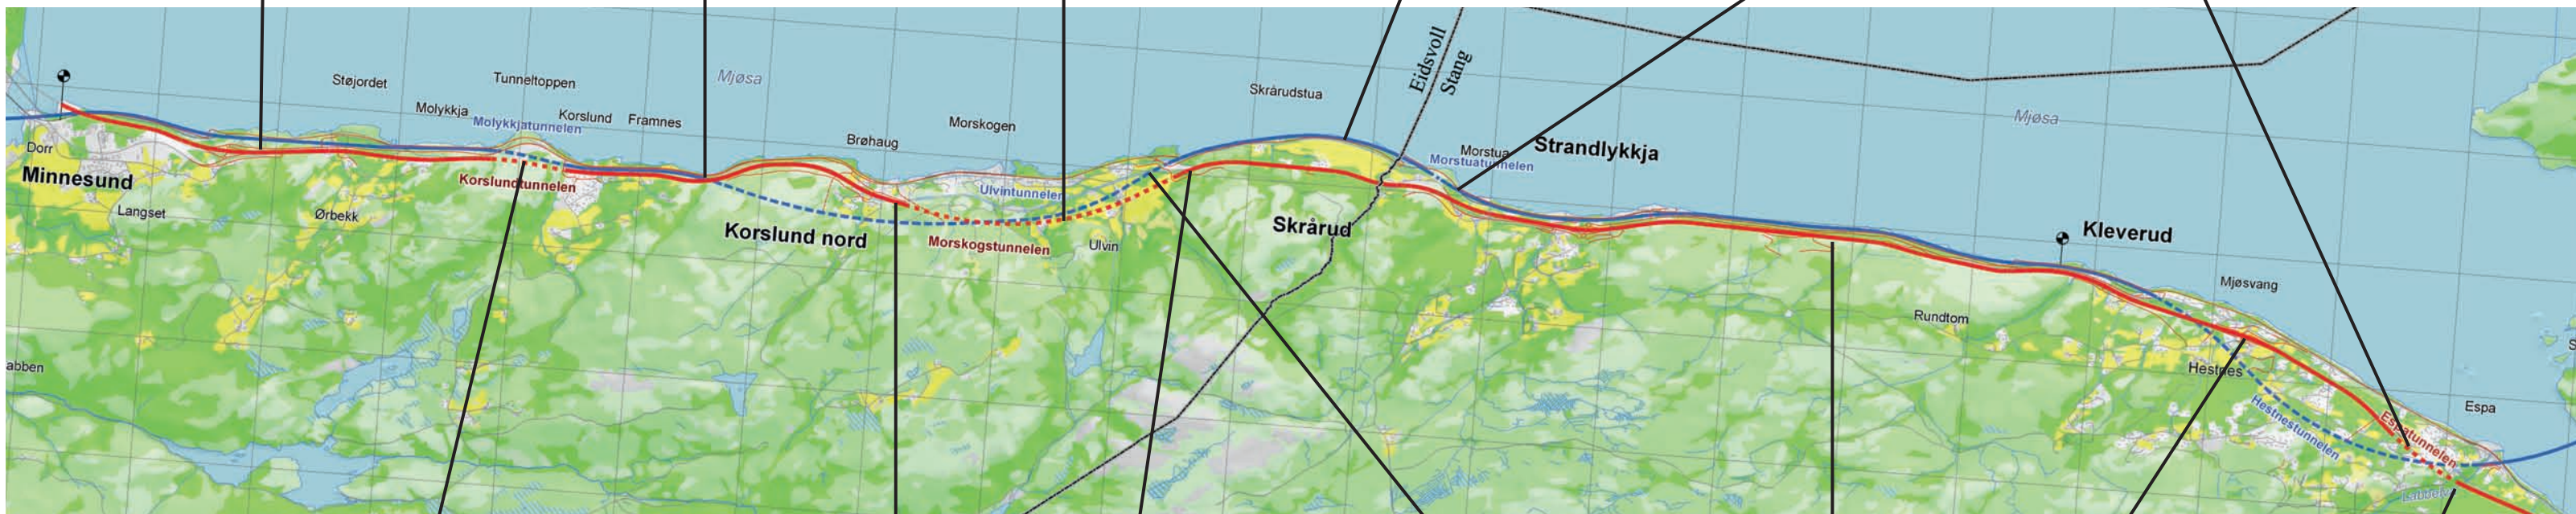 Eidsvoll
Stang
Støjordet
Tunneltoppen
Mjøsa
Skrårudstua
Molykkja
Korslund
Framnes
Molykkjatunnelen
Brøhaug
Morskogen
Mjøsa
Dorr
Minnesund
Korslundtunnelen
Ulvintunnelen
Morstua
Morstuatunnelen
Strandlykkja
Langset
Ørbekk
Korslund nord
Morskogstunnelen
Ulvin
Skrårud
Kleverud
Mjøsvang
Rundtom
abben
Hestnes
Hestnestunnelen
Espatunnelen
Espa
S